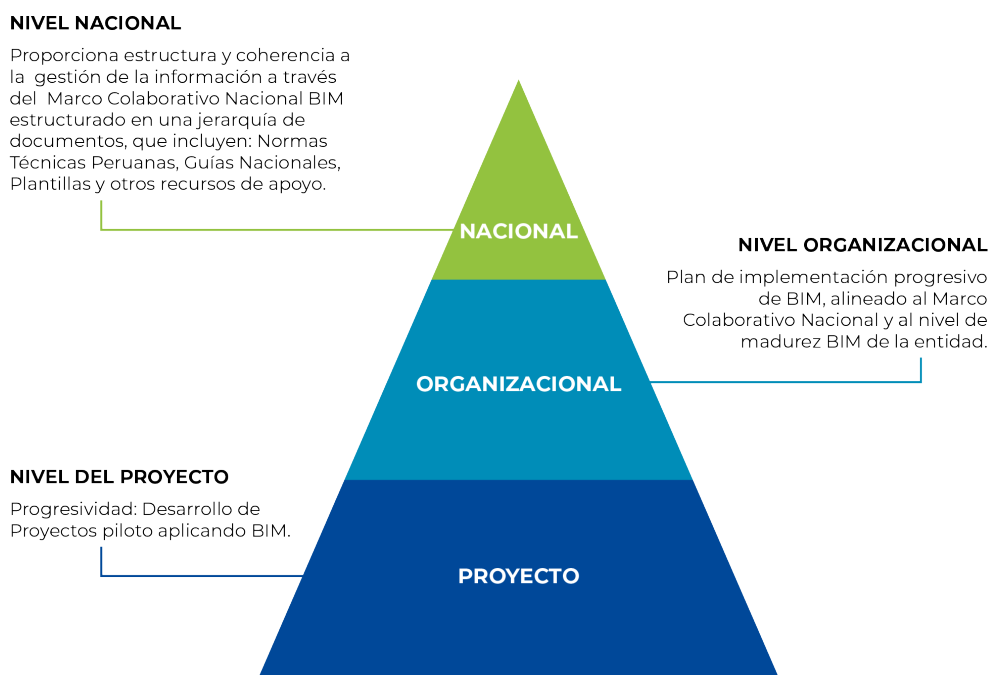 NIVEL NACIONAL
Proporciona estructura y coherencia a
la gestión de la información a través
del Marco Colaborativo Nacional BIM
estructurado en una jerarquía de
documentos, que incluyen: Normas
Técnicas Peruanas, Guías Nacionales,
Plantillas y otros recursos de apoyo.
NACIONAL
NIVEL ORGANIZACIONAL
Plan de implementación progresivo
de BIM, alineado al Marco
Colaborativo Nacional y al nivel de
madurez BIM de la entidad.
ORGANIZACIONAL
NIVEL DEL PROYECTO
Progresividad: Desarrollo de
Proyectos piloto aplicando BIM.
PROYECTO